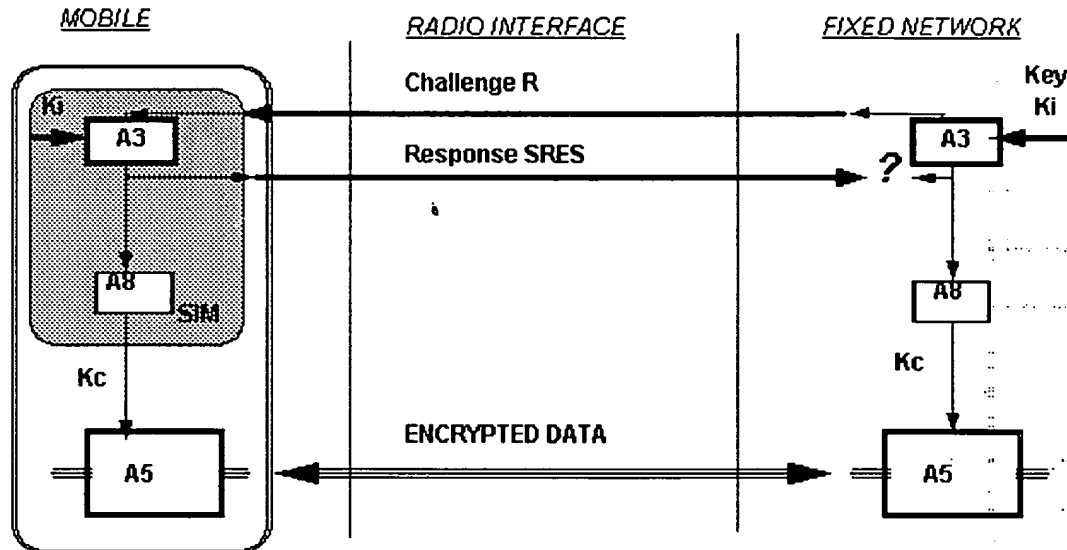 MOBILE
RADIO INTERFACE
FIXED NETWORK
Challenge R
Key
Ki
Ki
A3
A3
Response SRES
?
A8
A8
SIM
Kc
Kc
ENCRYPTED DATA
A5
A5